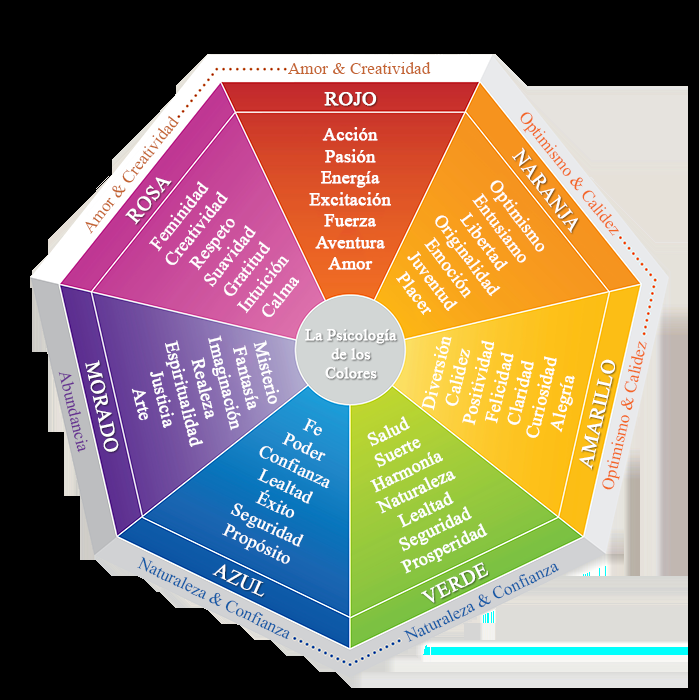 Amor & Creatividad
ROJO
Acción
Pasión
Energía
Excitación
Fuerza
Aventura
Amor
Optimismo & Calidez
NARANJA
Optimismo
Entusiamo
Libertad
Originalidad
Emoción
Juventud
Placer
Optimismo & Calidez
AMARILLO
Diversión
Calidez
Positividad
Felicidad
Claridad
Curiosidad
Alegía
Naturaleza & Confianza
VERDE
Salud
Suerte
Harmonía
Naturaleza
Lealtad
Seguridad
Prosperidad
Naturaleza & Confianza
AZUL
Fe
Poder
Confianza
Lealtad
Éxito
Seguridad
Propósito
Abundancia
MORADO
Misterio
Fantasía
Imaginación
Realeza
Espiritualidad
Justicia
Arte
Amor & Creatividad
ROSA
Feminidad
Creatividad
Respeto
Suavidad
Gratitud
Intuición
Calma
La Psicología
de los
Colores